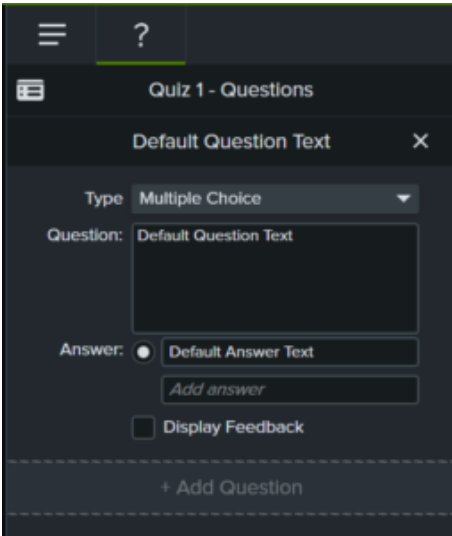 ?
Quiz 1 - Questions
Default Question Text
Type Multiple Choice
Question: Default Question Text
Answer: Default Answer Text
Add answer
Display Feedback
+ Add Question